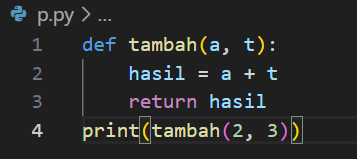 p.py > ...
1 def tambah(a, t):
2     hasil = a + t
3     return hasil
4 print(tambah(2, 3))